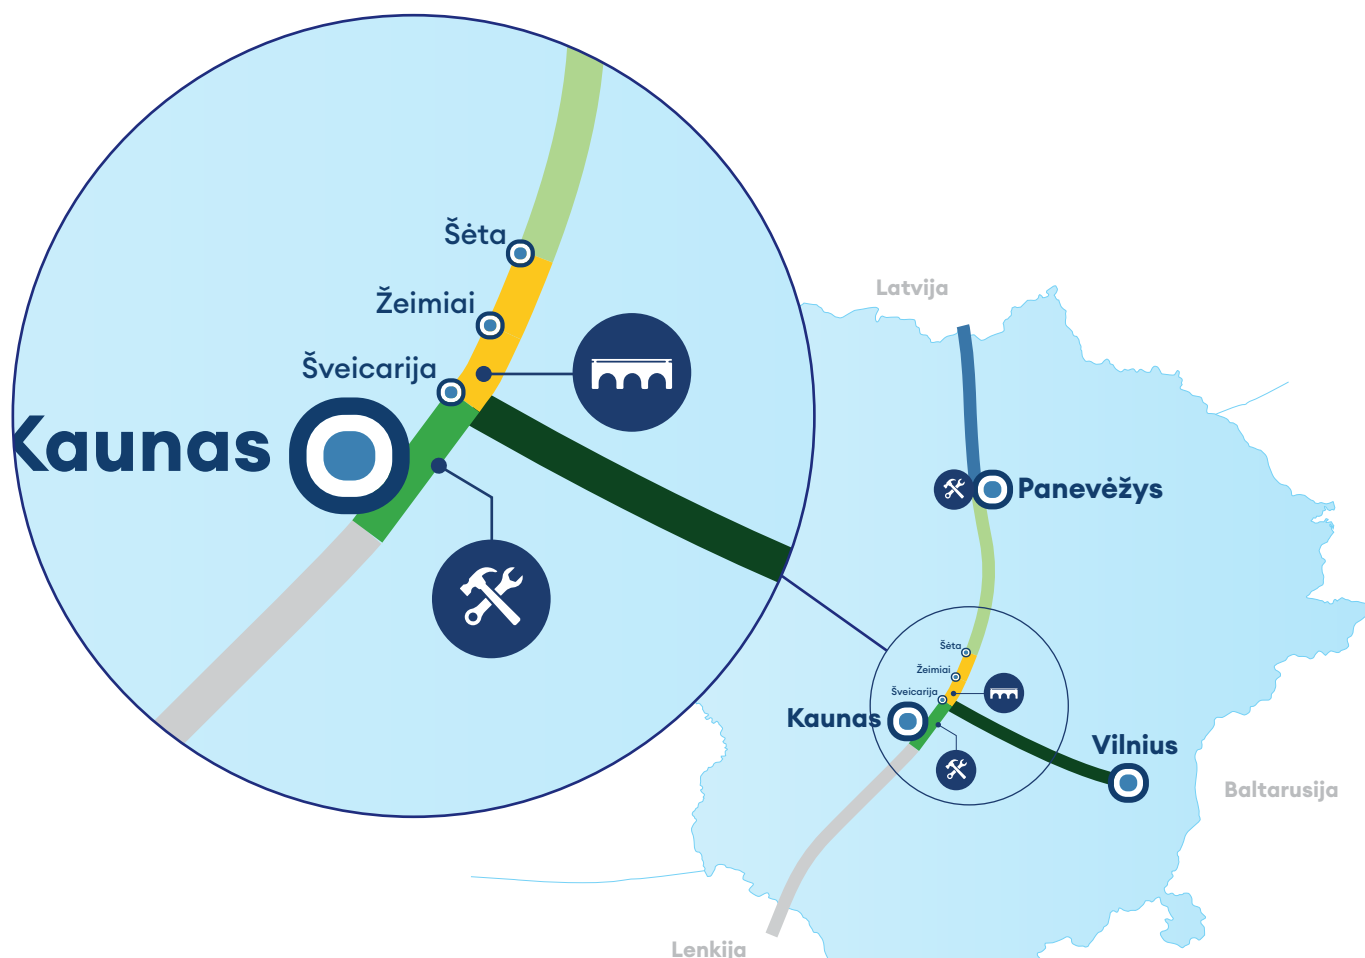 Šėta
Žeimiai
Šveicarija
Kaunas
Latvija
Panevėžys
Šėta
Žeimiai
Šveicarija
Kaunas
Vilnius
Baltarusija
Lenkija